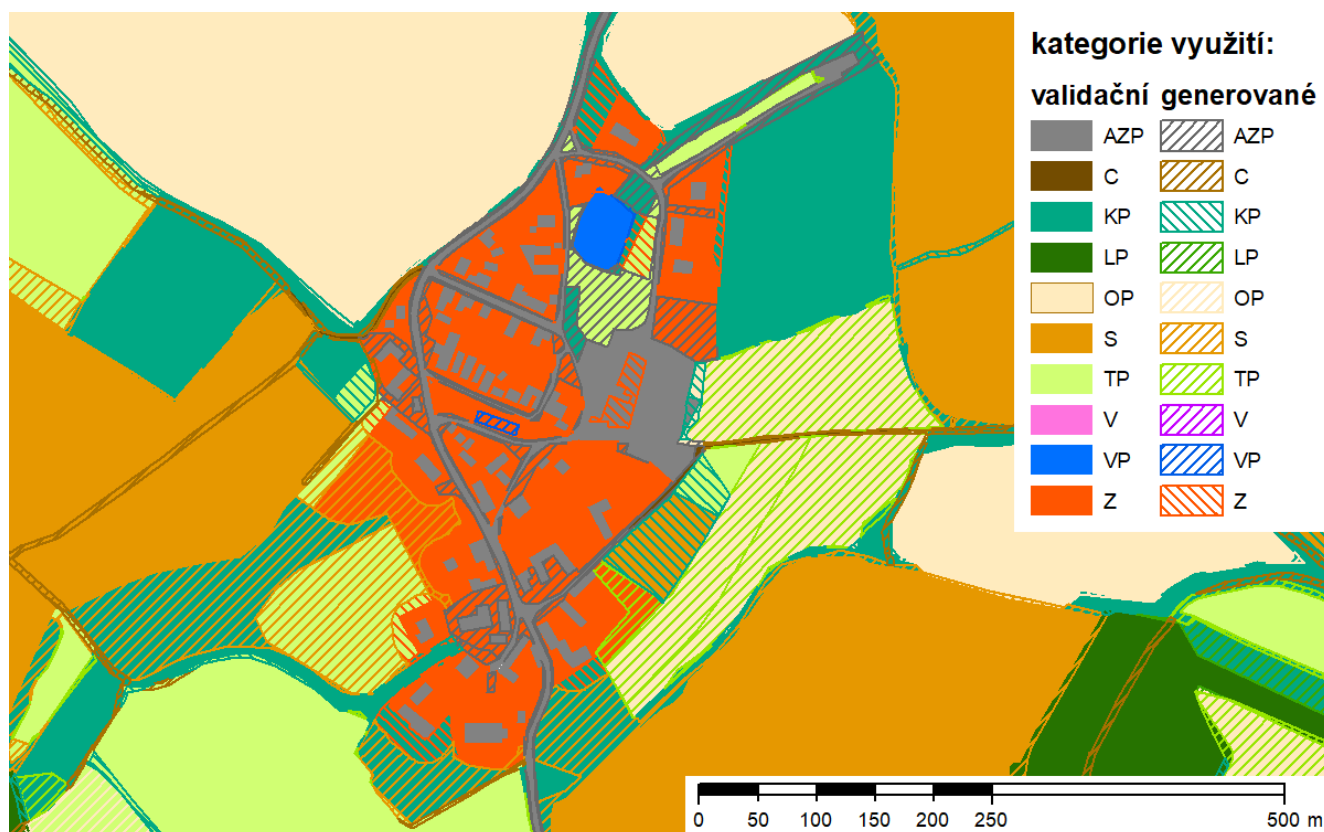 kategorie využití:
validační generované
AZP AZP
C C
KP KP
LP LP
OP OP
S S
TP TP
V V
VP VP
Z Z
0 50 100 150 200 250 500 m